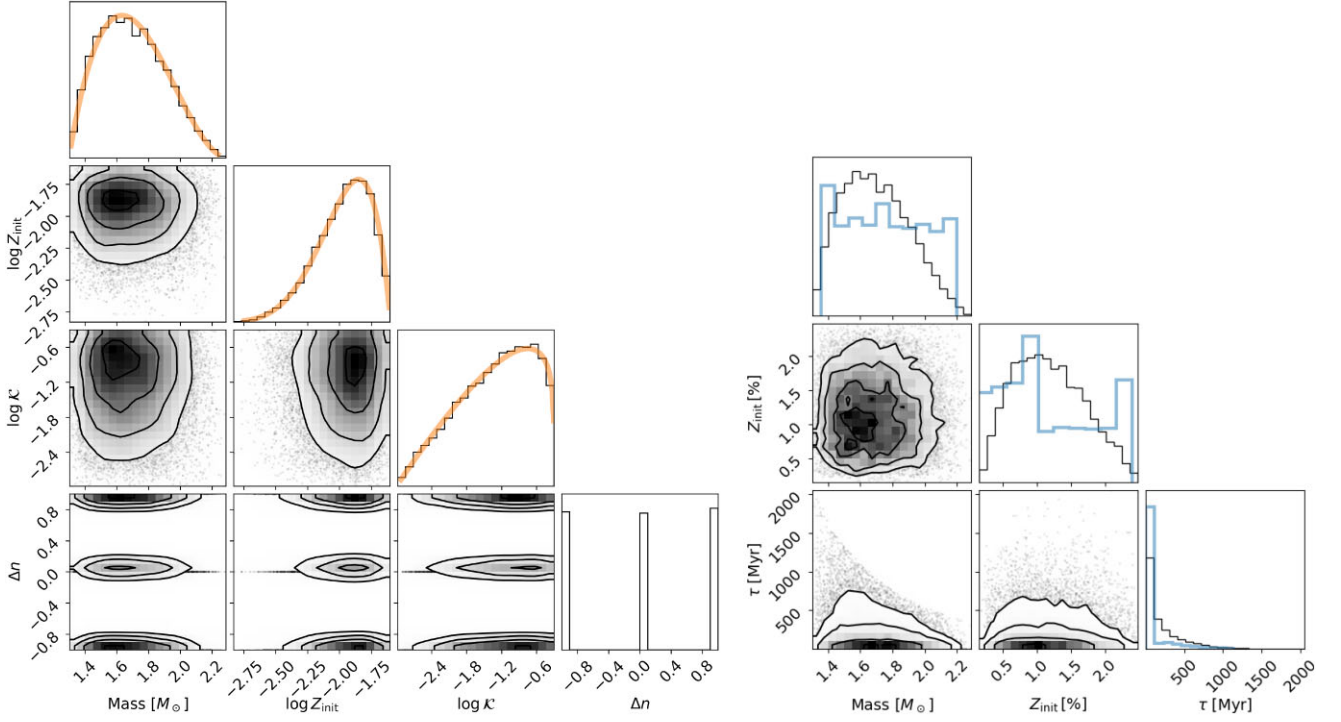 log Z_init
−1.75
−2.00
−2.25
−2.50
−2.75
log 𝒦
−0.6
−1.2
−1.8
−2.4
Δn
0.8
0.4
0.0
−0.4
−0.8
1.4 1.6 1.8 2.0 2.2
Mass [M_⊙]
−2.75 −2.50 −2.25 −2.00 −1.75
log Z_init
−2.4 −1.8 −1.2 −0.6
log 𝒦
−0.8 −0.4 0.0 0.4 0.8
Δn
Z_init [%]
2.0
1.5
1.0
0.5
τ [Myr]
2000
1500
1000
500
1.4 1.6 1.8 2.0 2.2
Mass [M_⊙]
0.5 1.0 1.5 2.0
Z_init [%]
500 1000 1500 2000
τ [Myr]